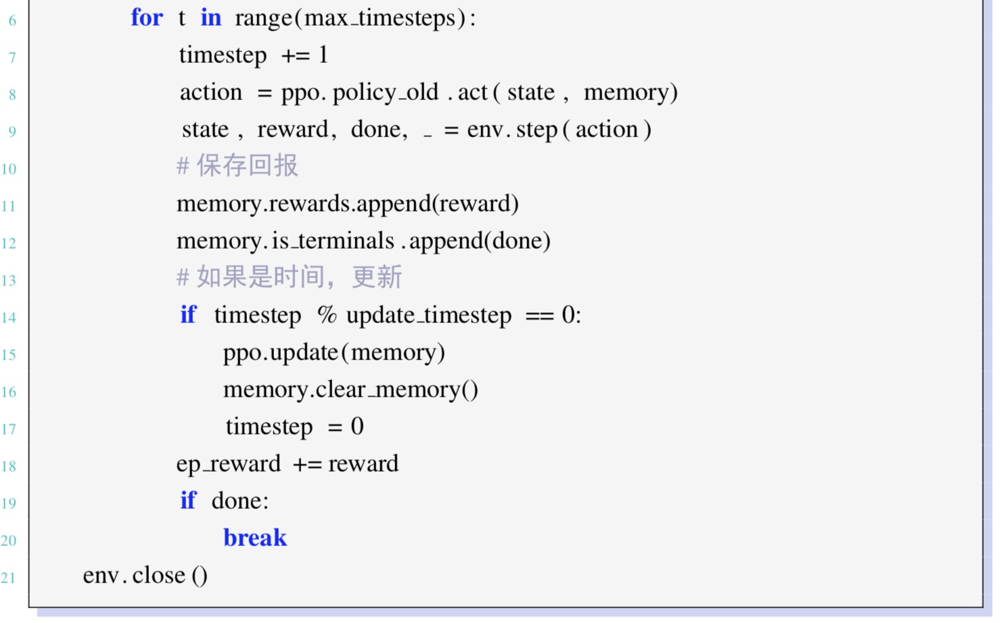 6 for t in range(max_timesteps):
7 timestep += 1
8 action = ppo.policy_old.act(state, memory)
9 state, reward, done, _ = env.step(action)
10 # 保存回报
11 memory.rewards.append(reward)
12 memory.is_terminals.append(done)
13 # 如果是时间，更新
14 if timestep % update_timestep == 0:
15 ppo.update(memory)
16 memory.clear_memory()
17 timestep = 0
18 ep_reward += reward
19 if done:
20 break
21 env.close()